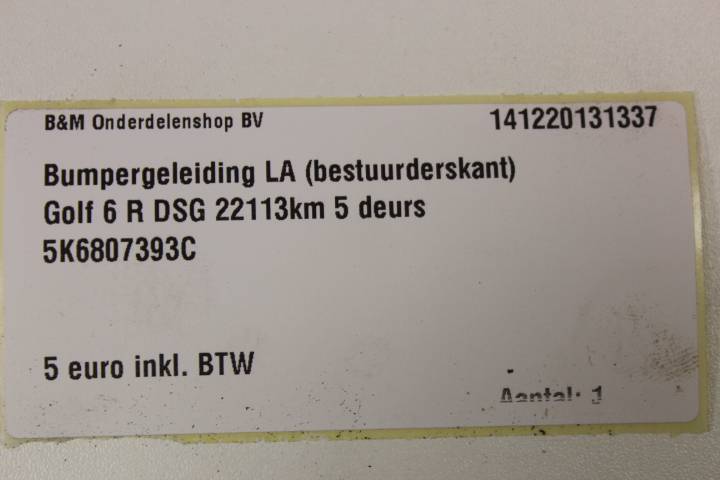 B&M Onderdelenshop BV 141220131337
Bumpergeleiding LA (bestuurderskant)
Golf 6 R DSG 22113km 5 deurs
5K6807393C
5 euro inkl. BTW
Aantal: 1